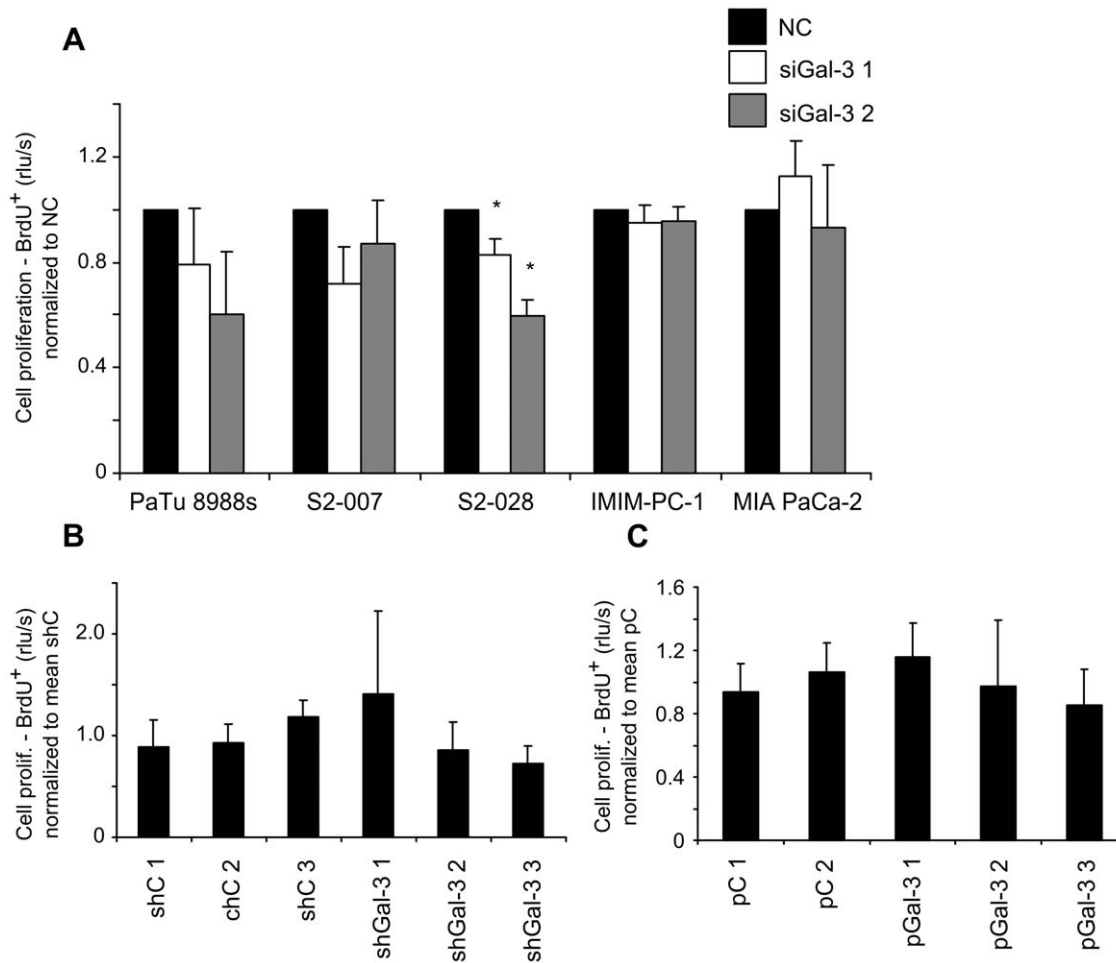 A
NC
siGal-3 1
siGal-3 2
Cell proliferation - BrdU+ (rlu/s)
normalized to NC
1.2
0.8
0.4
0
* 
*
PaTu 8988s S2-007 S2-028 IMIM-PC-1 MIA PaCa-2
B
Cell prolif. - BrdU+ (rlu/s)
normalized to mean shC
2.0
1.0
0
shC 1
chC 2
shC 3
shGal-3 1
shGal-3 2
shGal-3 3
C
Cell prolif. - BrdU+ (rlu/s)
normalized to mean pC
1.6
1.2
0.8
0.4
0
pC 1
pC 2
pGal-3 1
pGal-3 2
pGal-3 3